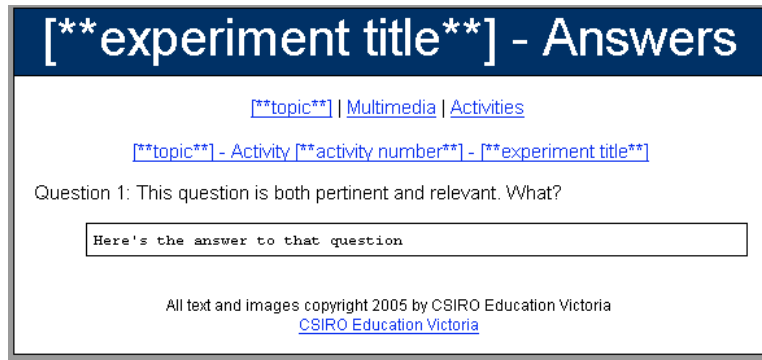 [**experiment title**] - Answers
[**topic**] | Multimedia | Activities
[**topic**] - Activity [**activity number**] - [**experiment title**]
Question 1: This question is both pertinent and relevant. What?
Here's the answer to that question
All text and images copyright 2005 by CSIRO Education Victoria
CSIRO Education Victoria